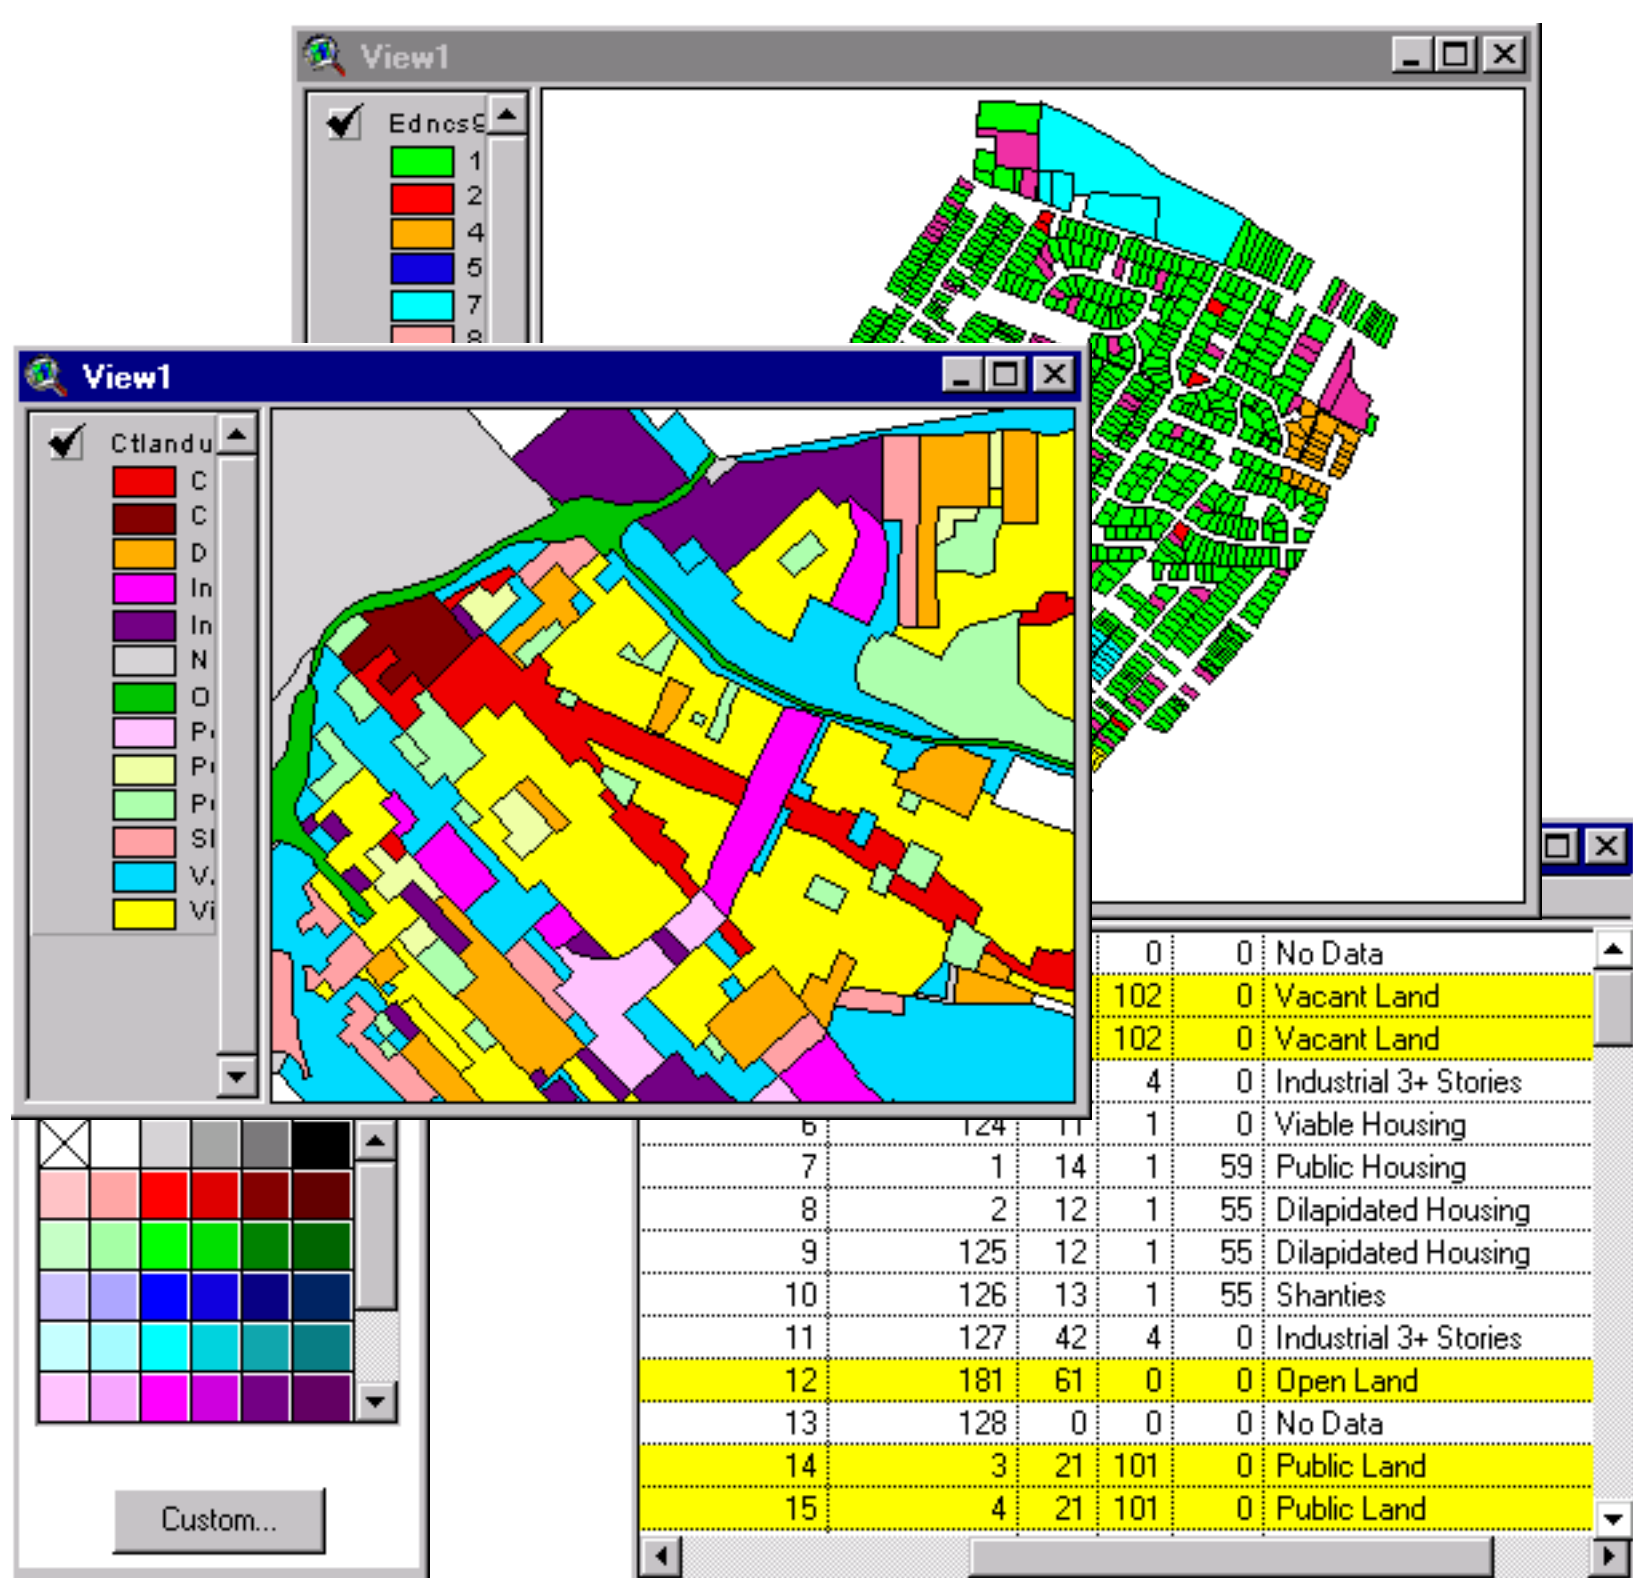 View1
1
2
4
5
7
8
View1
Ctlandu
C
C
D
In
In
N
O
V
Vi
0 0 No Data
102 0 Vacant Land
102 0 Vacant Land
4 0 Industrial 3+ Stories
6 124 11 1 0 Viable Housing
7 1 14 1 59 Public Housing
8 2 12 1 55 Dilapidated Housing
9 125 12 1 55 Dilapidated Housing
10 126 13 1 55 Shanties
11 127 42 4 0 Industrial 3+ Stories
12 181 61 0 0 Open Land
13 128 0 0 0 No Data
14 3 21 101 0 Public Land
15 4 21 101 0 Public Land
Custom...